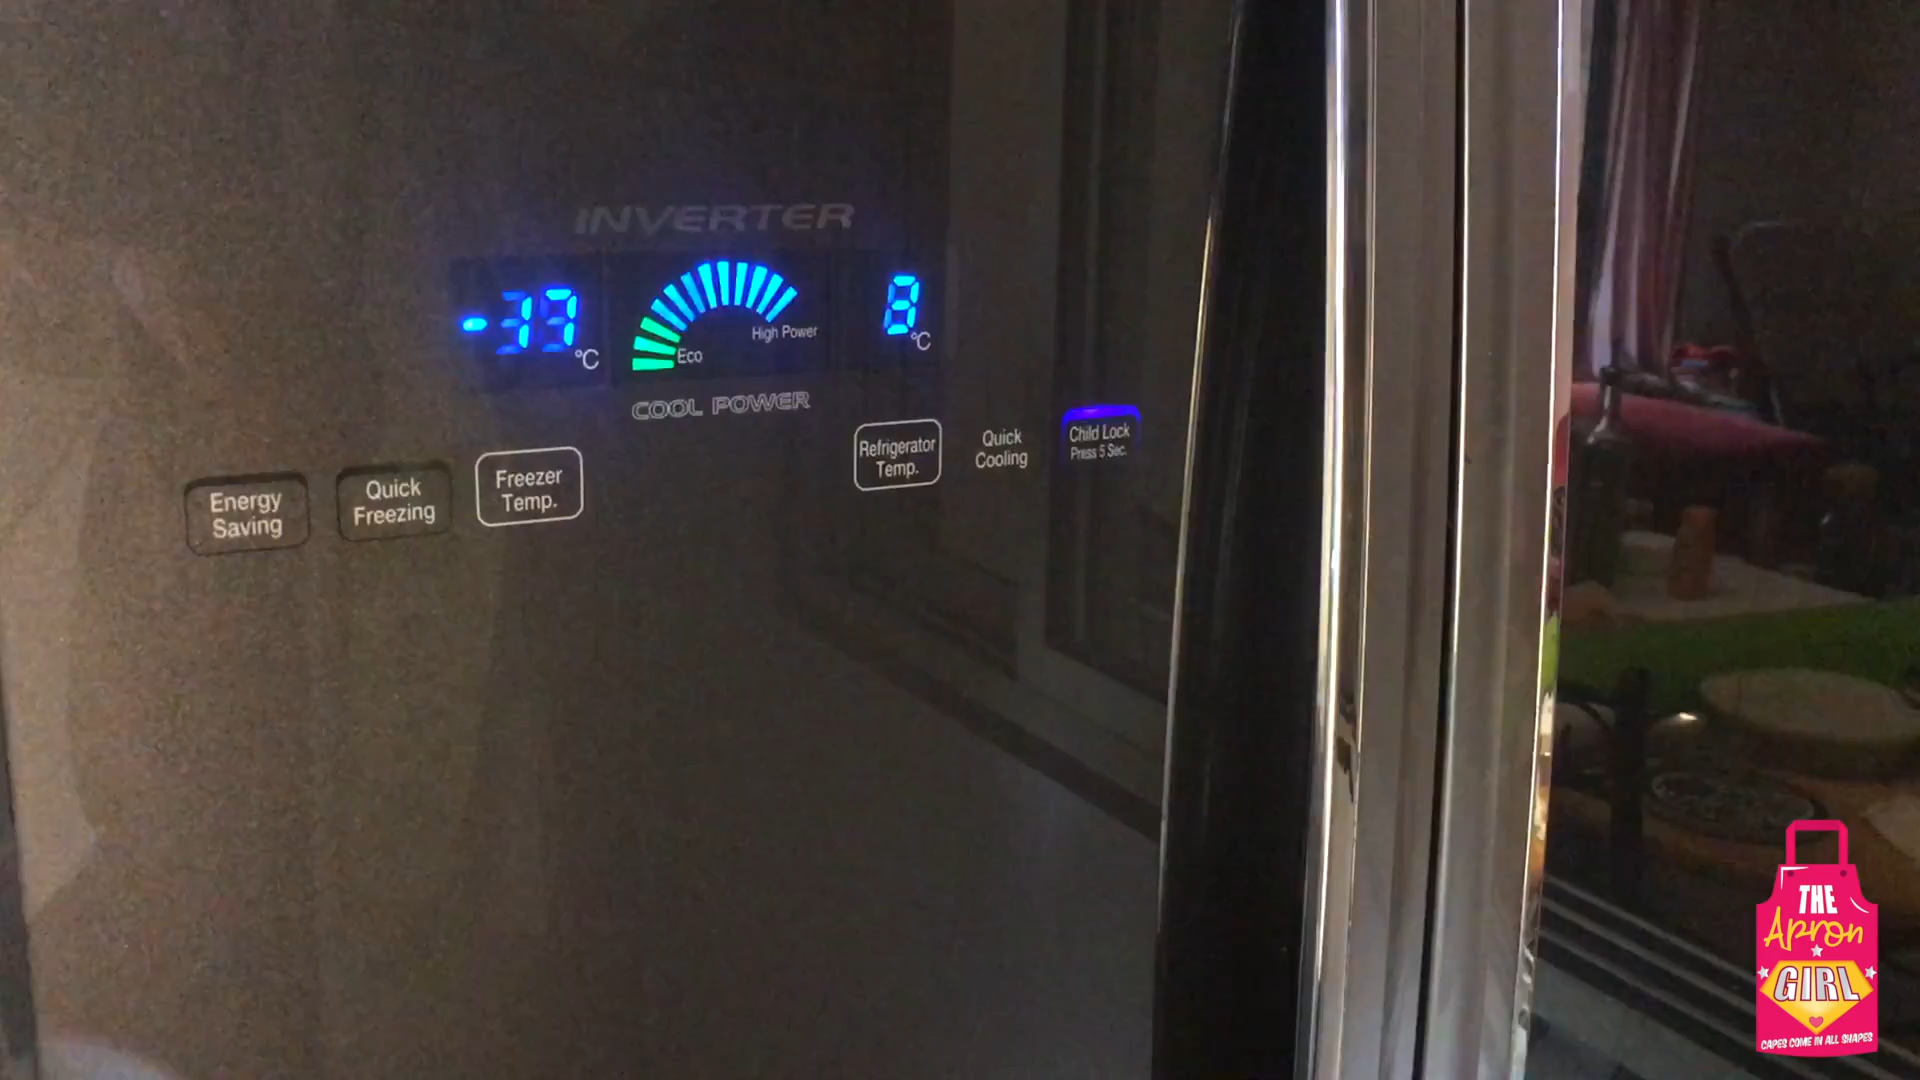 INVERTER
°C
Eco
High Power
8
°C
COOL POWER
Energy
Saving
Quick
Freezing
Freezer
Temp.
Refrigerator
Temp.
Quick
Cooling
Child Lock
Press 5 Sec.
THE
Apron
GIRL
CAPES COME IN ALL SHAPES